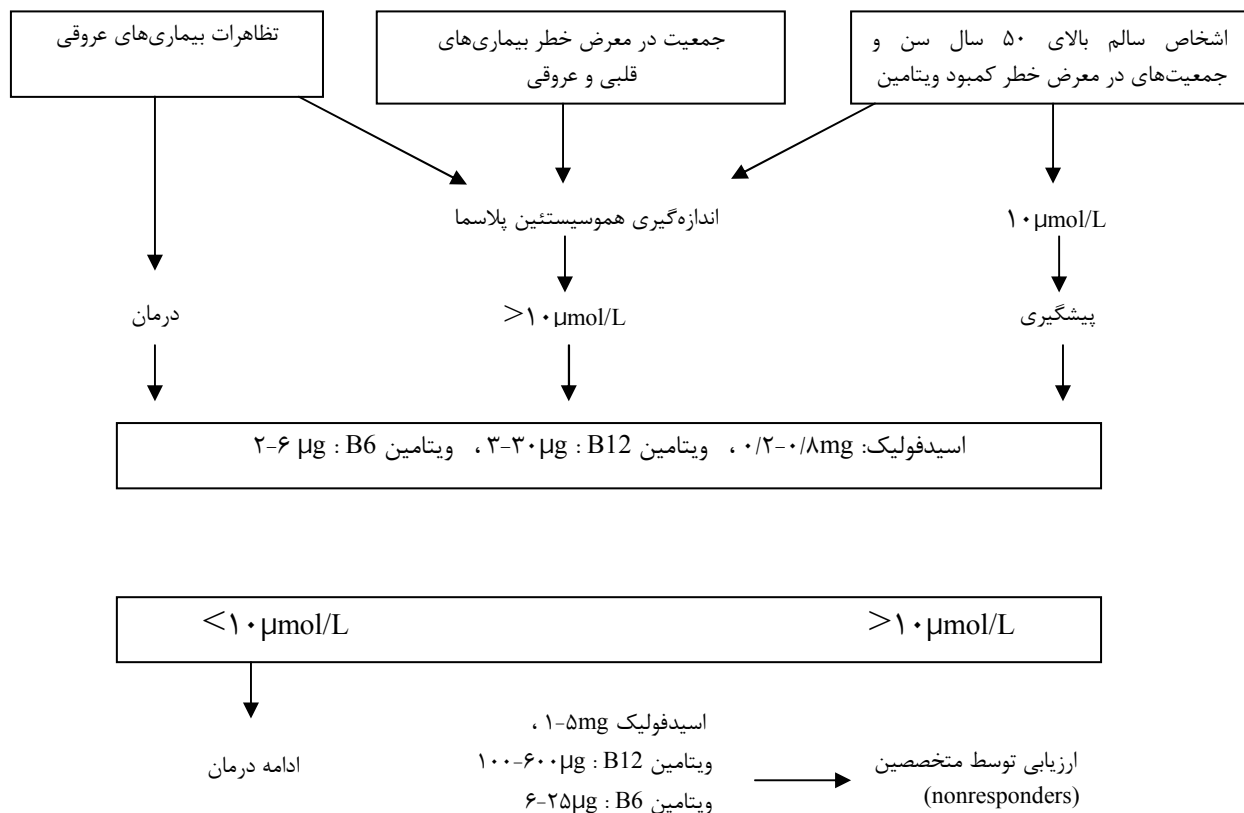 اشخاص سالم بالای ۵۰ سال سن و
جمعیت‌های در معرض خطر کمبود ویتامین
جمعیت در معرض خطر بیماری‌های
قلبی و عروقی
تظاهرات بیماری‌های عروقی
اندازه‌گیری هموسیستئین پلاسما
۱۰µmol/L
پیشگیری
>۱۰µmol/L
درمان
اسیدفولیک: ۰/۲-۰/۸mg ، ویتامین B12 : ۳-۳۰µg ، ویتامین B6 : ۲-۶ µg
>۱۰µmol/L
<۱۰µmol/L
اسیدفولیک ۱-۵mg ،
ویتامین B12 : ۱۰۰-۶۰۰µg
ویتامین B6 : ۶-۲۵µg
ارزیابی توسط متخصصین
(nonresponders)
ادامه درمان